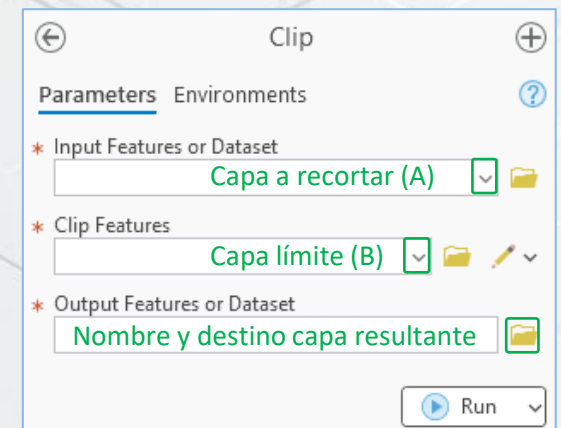 Clip
Parameters Environments
* Input Features or Dataset
Capa a recortar (A)
* Clip Features
Capa límite (B)
* Output Features or Dataset
Nombre y destino capa resultante
Run